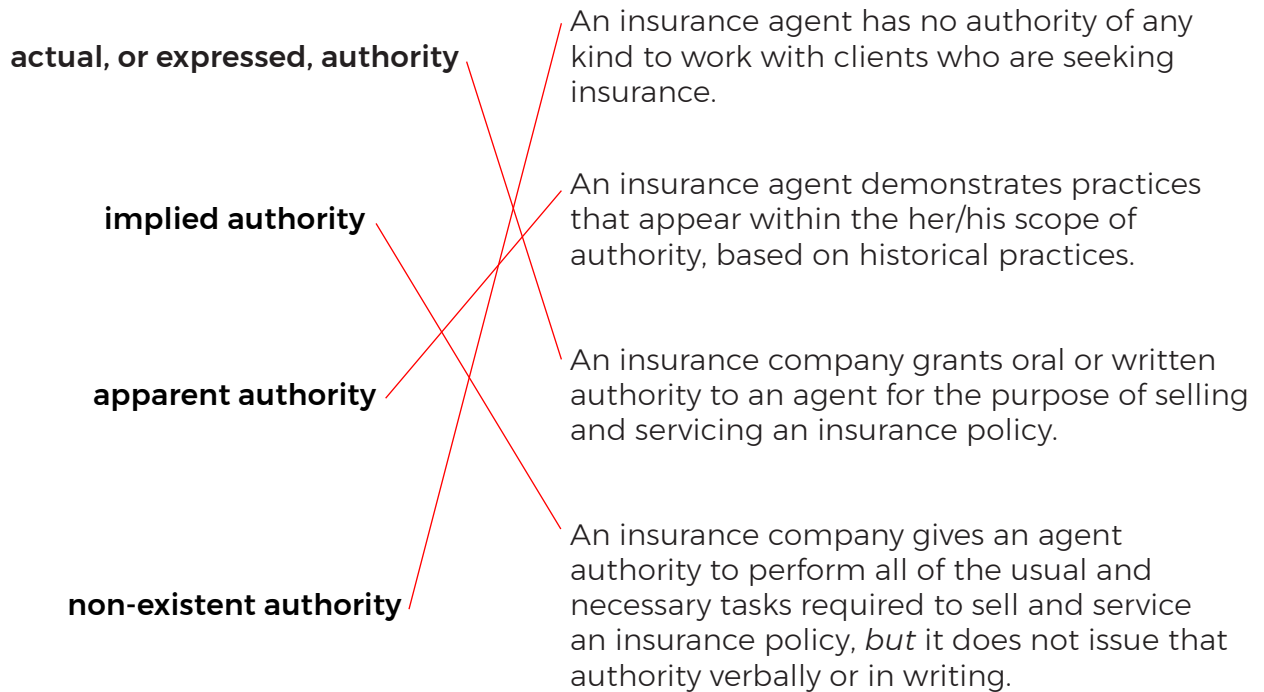 actual, or expressed, authority
An insurance agent has no authority of any
kind to work with clients who are seeking
insurance.
implied authority
An insurance agent demonstrates practices
that appear within the her/his scope of
authority, based on historical practices.
apparent authority
An insurance company grants oral or written
authority to an agent for the purpose of selling
and servicing an insurance policy.
non-existent authority
An insurance company gives an agent
authority to perform all of the usual and
necessary tasks required to sell and service
an insurance policy, but it does not issue that
authority verbally or in writing.